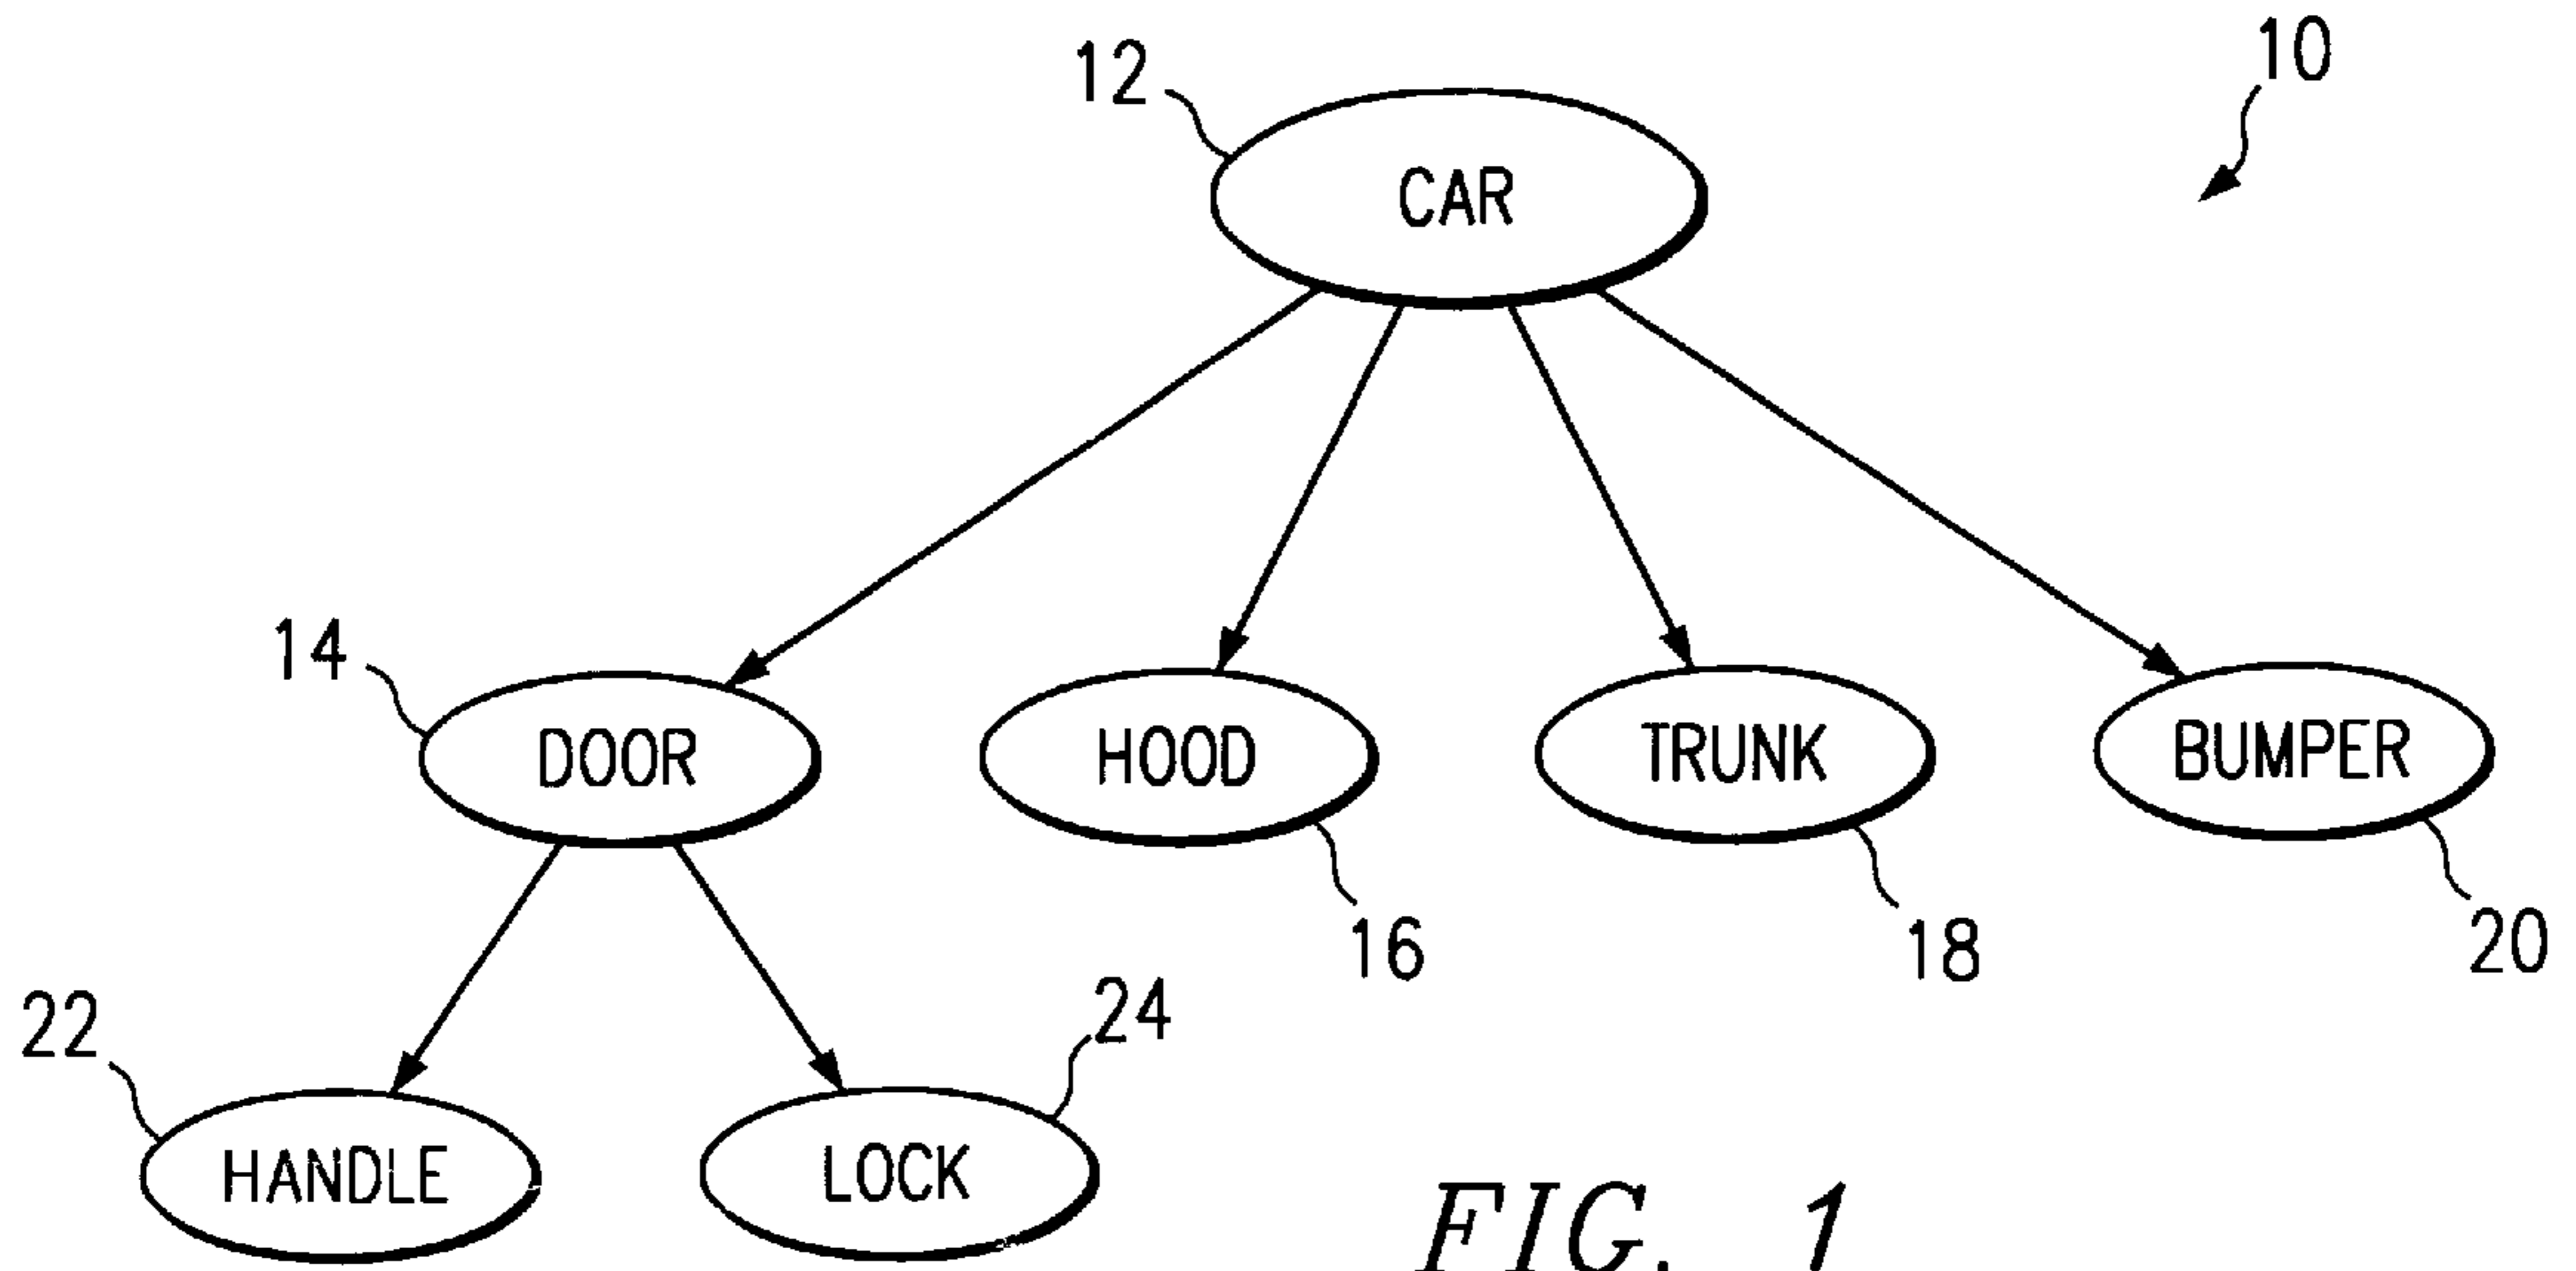 10
12
CAR
14
DOOR
HOOD
TRUNK
BUMPER
16
18
20
22
24
HANDLE
LOCK
FIG. 1